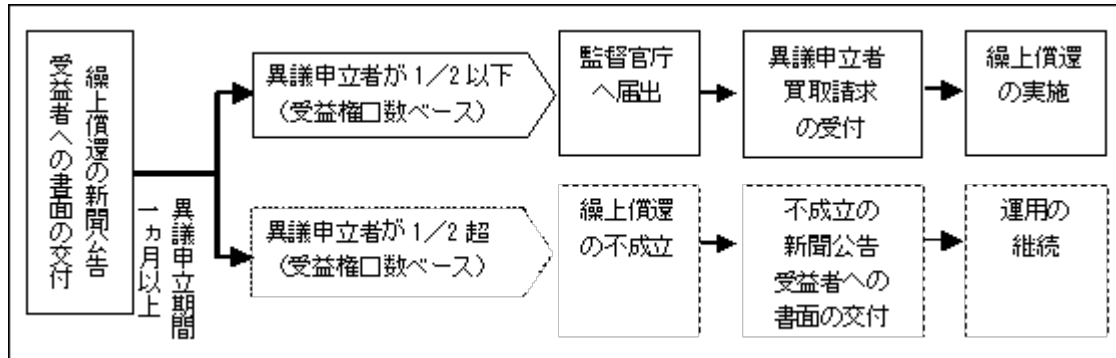 繰上償還の新聞公告
受益者への書面の交付
異議申立期間
一ヵ月以上
異議申立者が１／２以下
（受益権口数ベース）
監督官庁
へ届出
異議申立者
買取請求
の受付
繰上償還
の実施
異議申立者が１／２超
（受益権口数ベース）
繰上償還
の不成立
不成立の
新聞公告
受益者への
書面の交付
運用の
継続